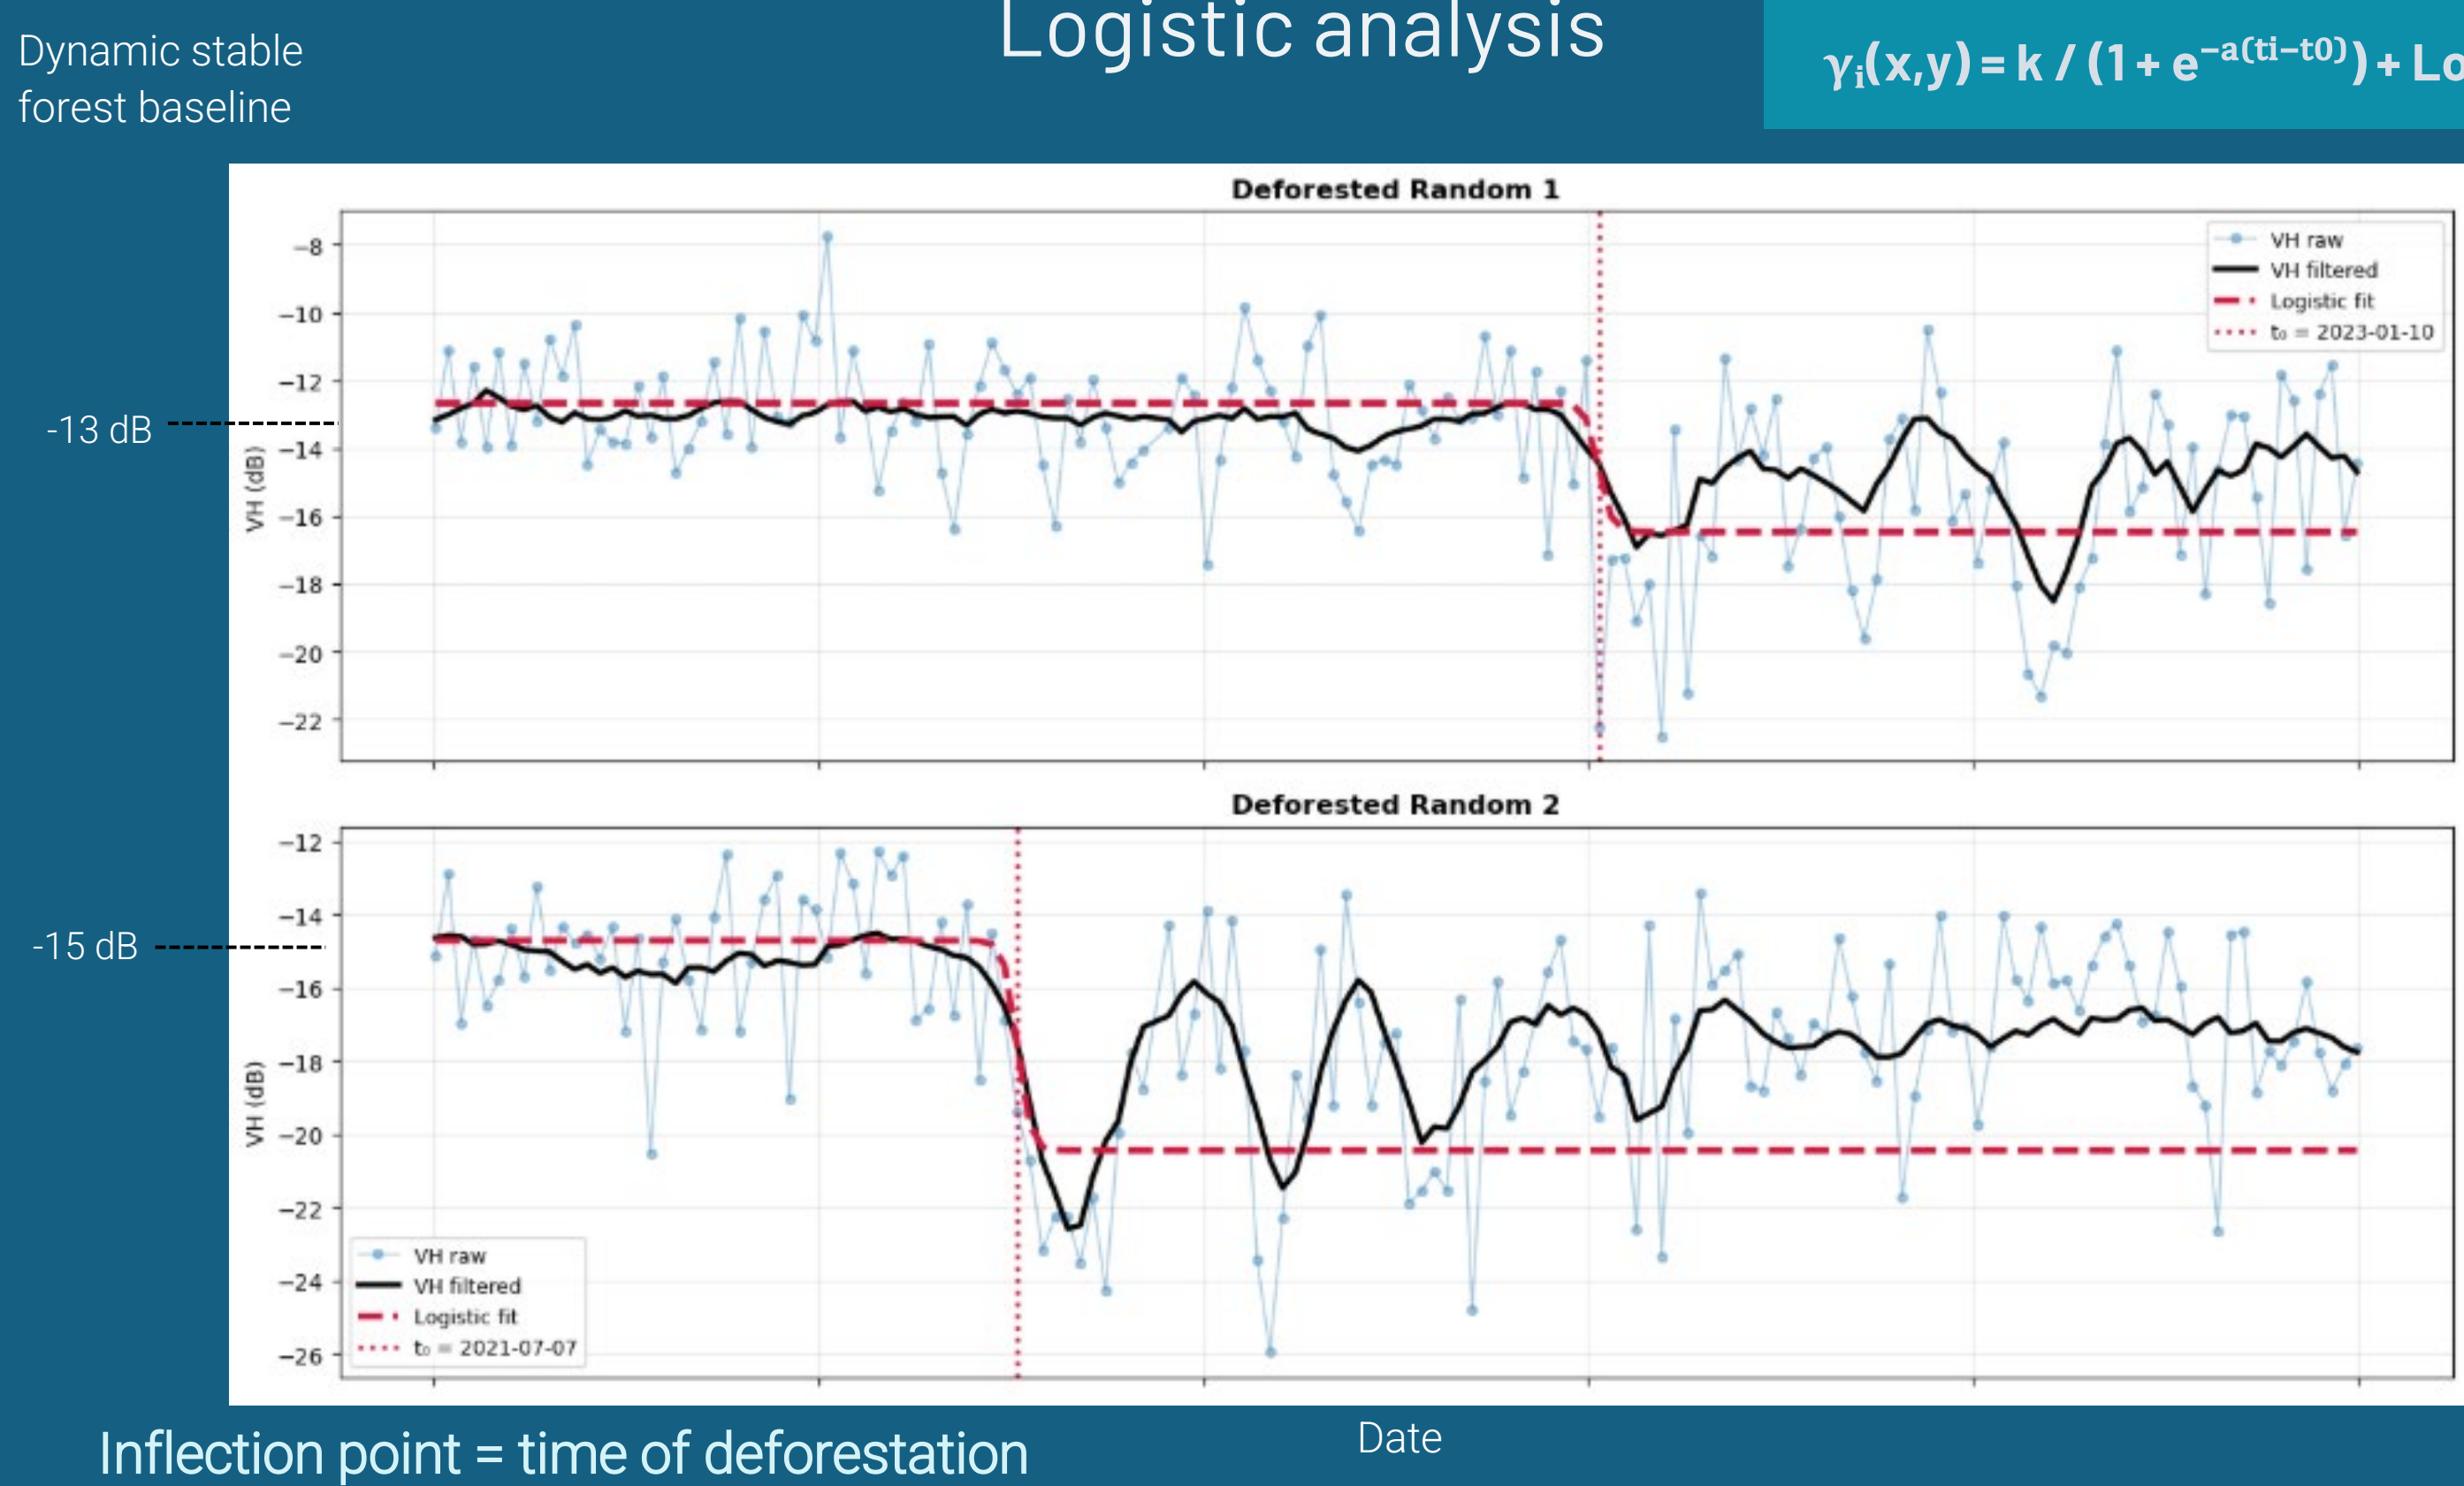 Logistic analysis
Dynamic stable
forest baseline
γi(x,y) = k / (1 + e−a(ti−t0)) + Lo
Deforested Random 1
VH raw
VH filtered
Logistic fit
t₀ = 2023-01-10
−8
−10
−12
−14
−16
−18
−20
−22
VH (dB)
-13 dB
Deforested Random 2
−12
−14
−16
−18
−20
−22
−24
−26
VH (dB)
-15 dB
VH raw
VH filtered
Logistic fit
t₀ = 2021-07-07
Date
Inflection point = time of deforestation